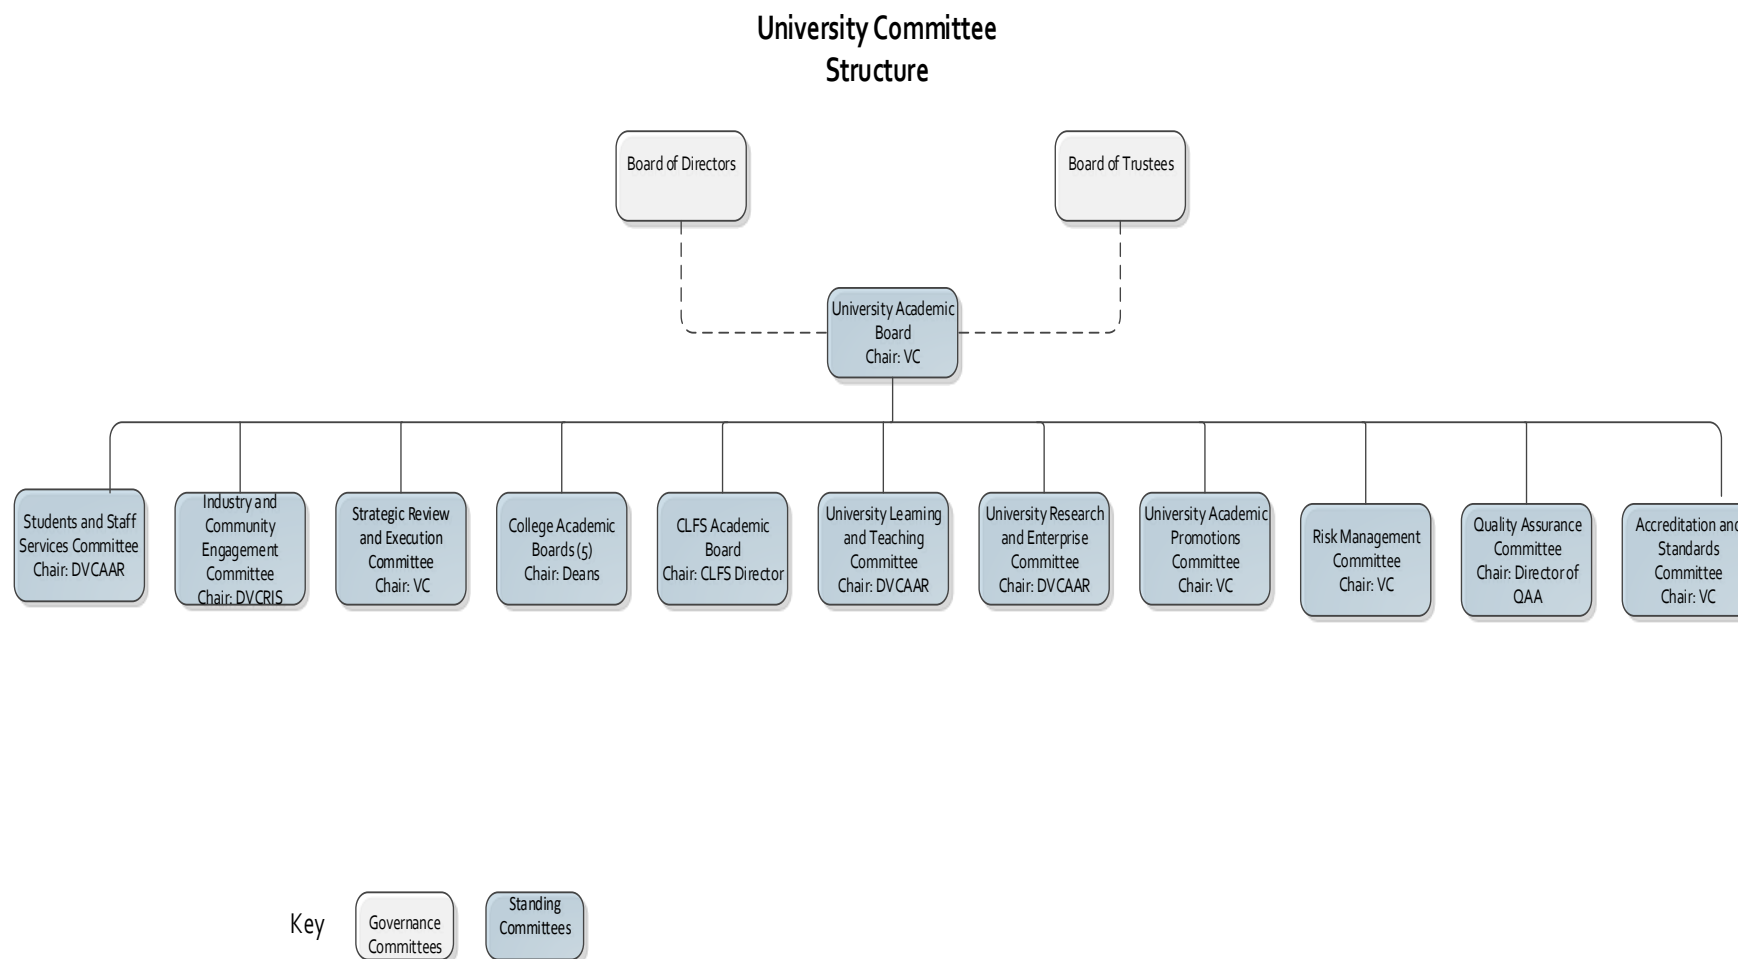 University Committee
Structure
Board of Directors
Board of Trustees
University Academic
Board
Chair: VC
Students and Staff
Services Committee
Chair: DVCAAR
Industry and
Community
Engagement
Committee
Chair: DVCRIS
Strategic Review
and Execution
Committee
Chair: VC
College Academic
Boards (5)
Chair: Deans
CLFS Academic
Board
Chair: CLFS Director
University Learning
and Teaching
Committee
Chair: DVCAAR
University Research
and Enterprise
Committee
Chair: DVCAAR
University Academic
Promotions
Committee
Chair: VC
Risk Management
Committee
Chair: VC
Quality Assurance
Committee
Chair: Director of
QAA
Accreditation and
Standards
Committee
Chair: VC
Key
Governance
Committees
Standing
Committees